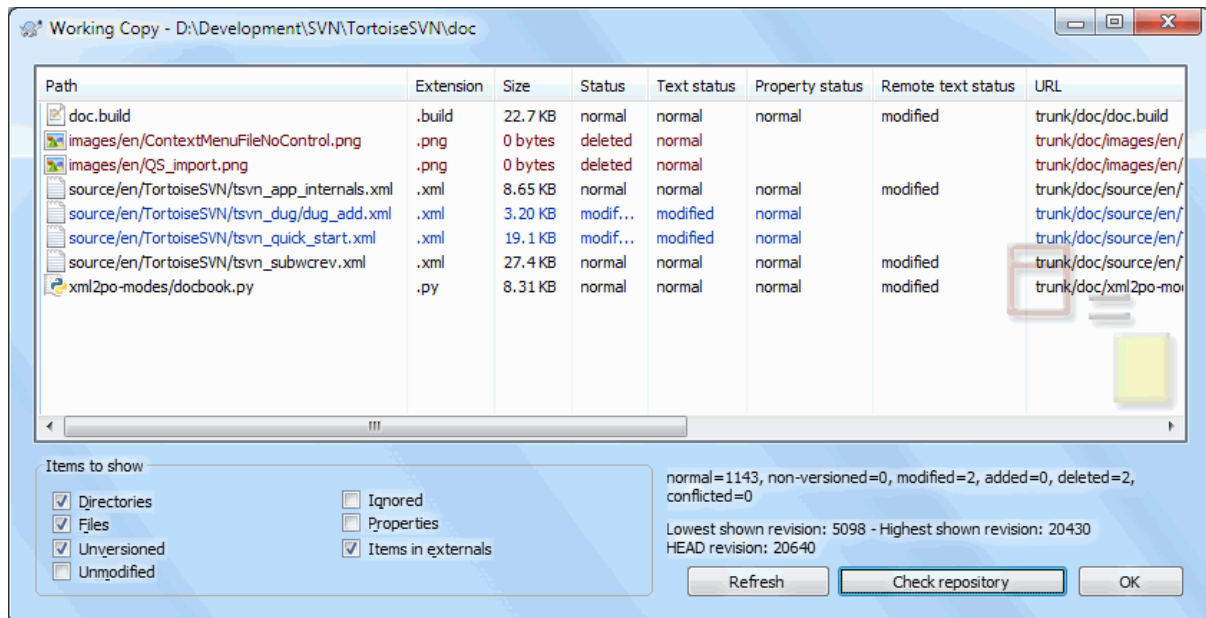 Working Copy - D:\Development\SVN\TortoiseSVN\doc
Path Extension Size Status Text status Property status Remote text status URL
doc.build .build 22.7 KB normal normal normal modified trunk/doc/doc.build
images/en/ContextMenuFileNoControl.png .png 0 bytes deleted normal trunk/doc/images/en/
images/en/QS_import.png .png 0 bytes deleted normal trunk/doc/images/en/
source/en/TortoiseSVN/tsvn_app_internals.xml .xml 8.65 KB normal normal normal modified trunk/doc/source/en/
source/en/TortoiseSVN/tsvn_dug/dug_add.xml .xml 3.20 KB modif... modified normal trunk/doc/source/en/
source/en/TortoiseSVN/tsvn_quick_start.xml .xml 19.1 KB modif... modified normal trunk/doc/source/en/
source/en/TortoiseSVN/tsvn_subwcrev.xml .xml 27.4 KB normal normal normal modified trunk/doc/source/en/
xml2po-modes/docbook.py .py 8.31 KB normal normal normal modified trunk/doc/xml2po-mo
Items to show
Directories Ignored
Files Properties
Unversioned Items in externals
Unmodified
normal=1143, non-versioned=0, modified=2, added=0, deleted=2,
conflicted=0
Lowest shown revision: 5098 - Highest shown revision: 20430
HEAD revision: 20640
Refresh Check repository OK